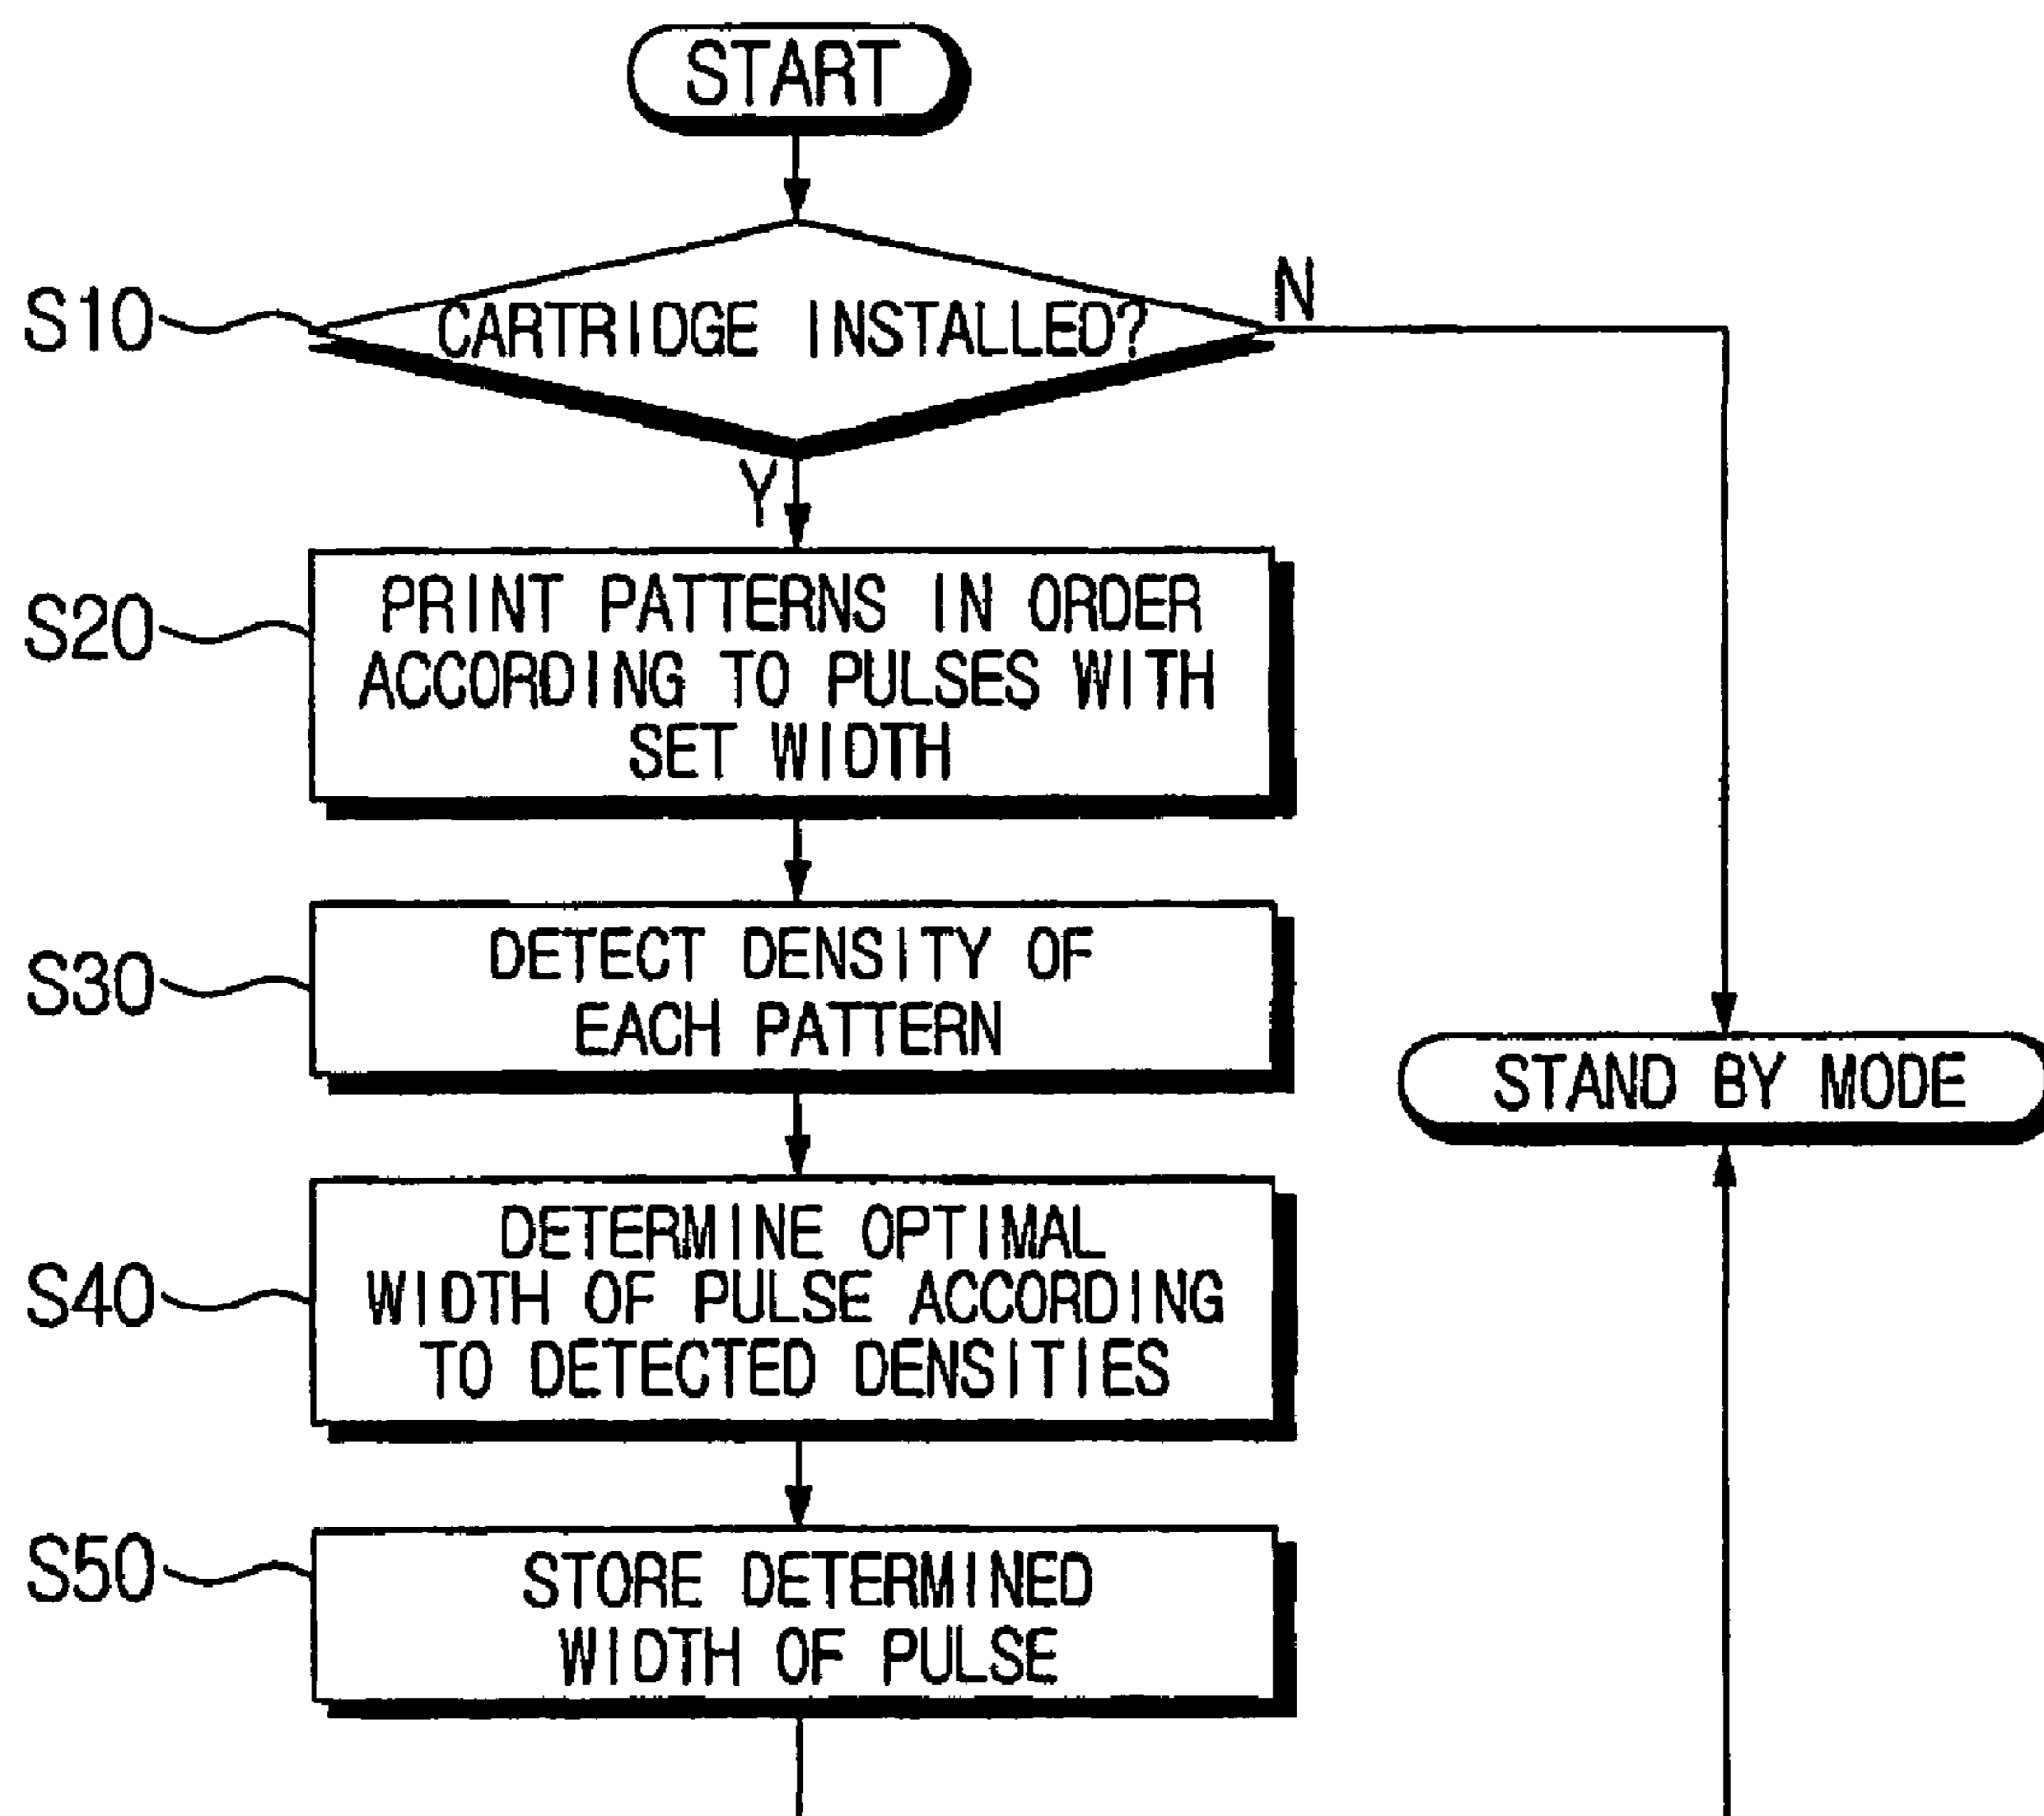 START
S10
CARTRIDGE INSTALLED?
N
Y
S20
PRINT PATTERNS IN ORDER
ACCORDING TO PULSES WITH
SET WIDTH
S30
DETECT DENSITY OF
EACH PATTERN
STAND BY MODE
S40
DETERMINE OPTIMAL
WIDTH OF PULSE ACCORDING
TO DETECTED DENSITIES
S50
STORE DETERMINED
WIDTH OF PULSE